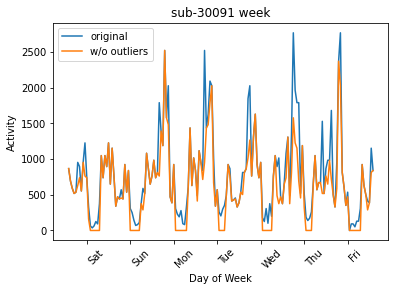 sub-30091 week
original
w/o outliers
2500
2000
1500
1000
500
0
Activity
Sat
Sun
Mon
Tue
Wed
Thu
Fri
Day of Week